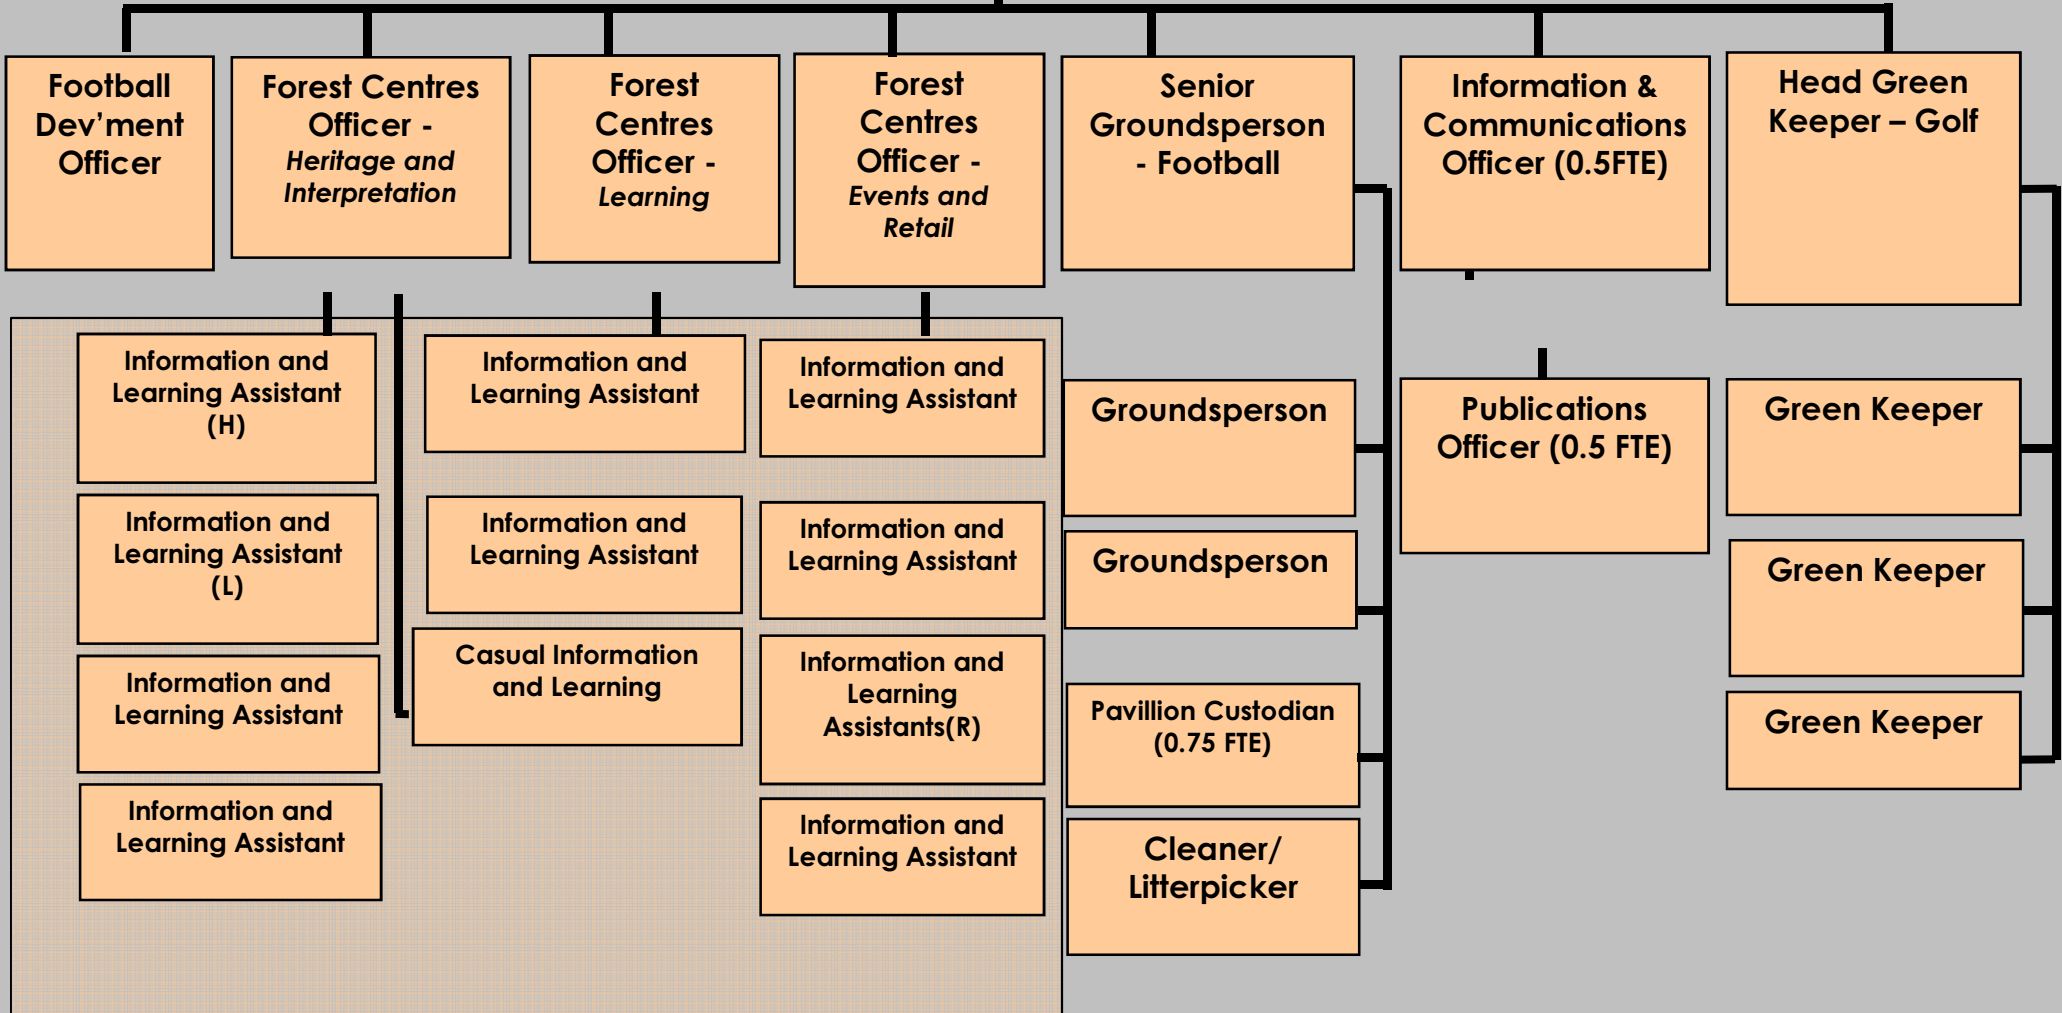 Football
Dev’ment
Officer
Forest Centres
Officer -
Heritage and
Interpretation
Forest
Centres
Officer -
Learning
Forest
Centres
Officer -
Events and
Retail
Senior
Groundsperson
- Football
Information &
Communications
Officer (0.5FTE)
Head Green
Keeper – Golf
Information and
Learning Assistant
(H)
Information and
Learning Assistant
(L)
Information and
Learning Assistant
Information and
Learning Assistant
Information and
Learning Assistant
Information and
Learning Assistant
Casual Information
and Learning
Information and
Learning Assistant
Information and
Learning Assistant
Information and
Learning
Assistants(R)
Information and
Learning Assistant
Groundsperson
Groundsperson
Pavillion Custodian
(0.75 FTE)
Cleaner/
Litterpicker
Publications
Officer (0.5 FTE)
Green Keeper
Green Keeper
Green Keeper